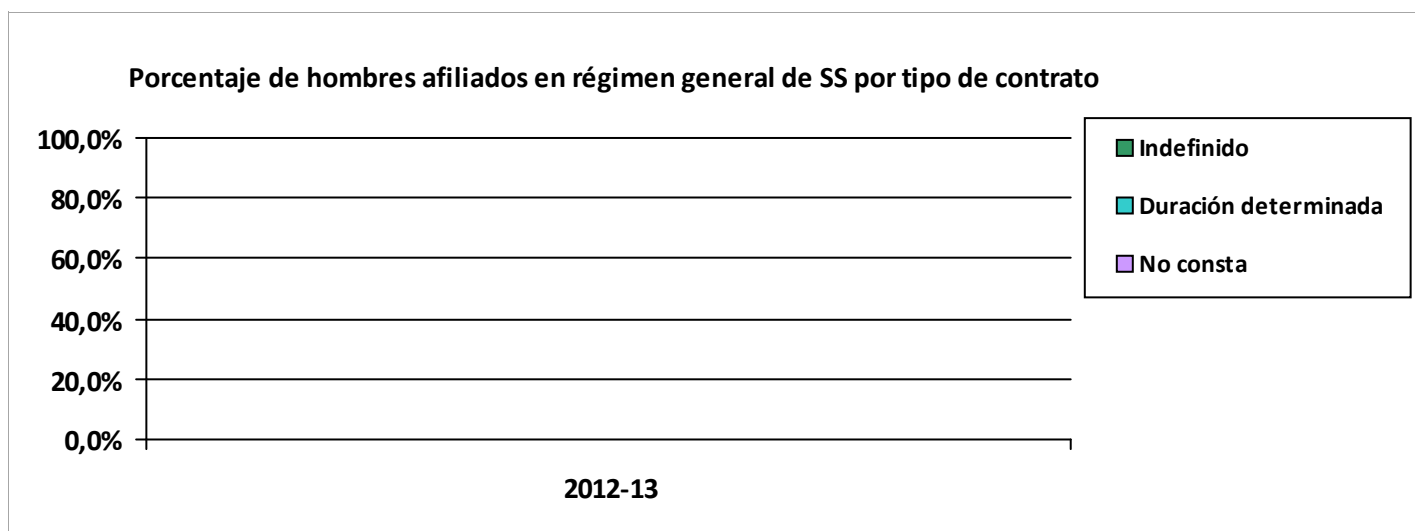 Porcentaje de hombres afiliados en régimen general de SS por tipo de contrato
100,0%
80,0%
60,0%
40,0%
20,0%
0,0%
2012-13
Indefinido
Duración determinada
No consta